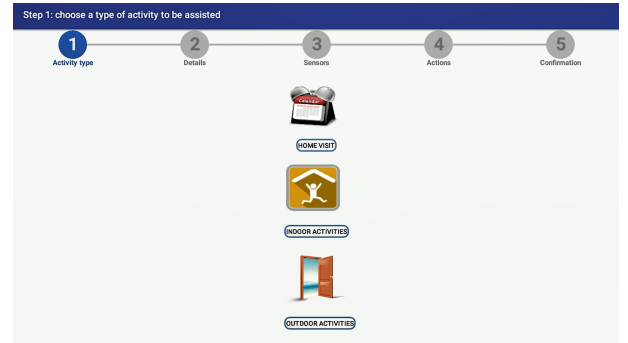 Step 1: choose a type of activity to be assisted
1 2 3 4 5
Activity type Details Sensors Actions Confirmation
Calendar
HOME VISIT
INDOOR ACTIVITIES
OUTDOOR ACTIVITIES